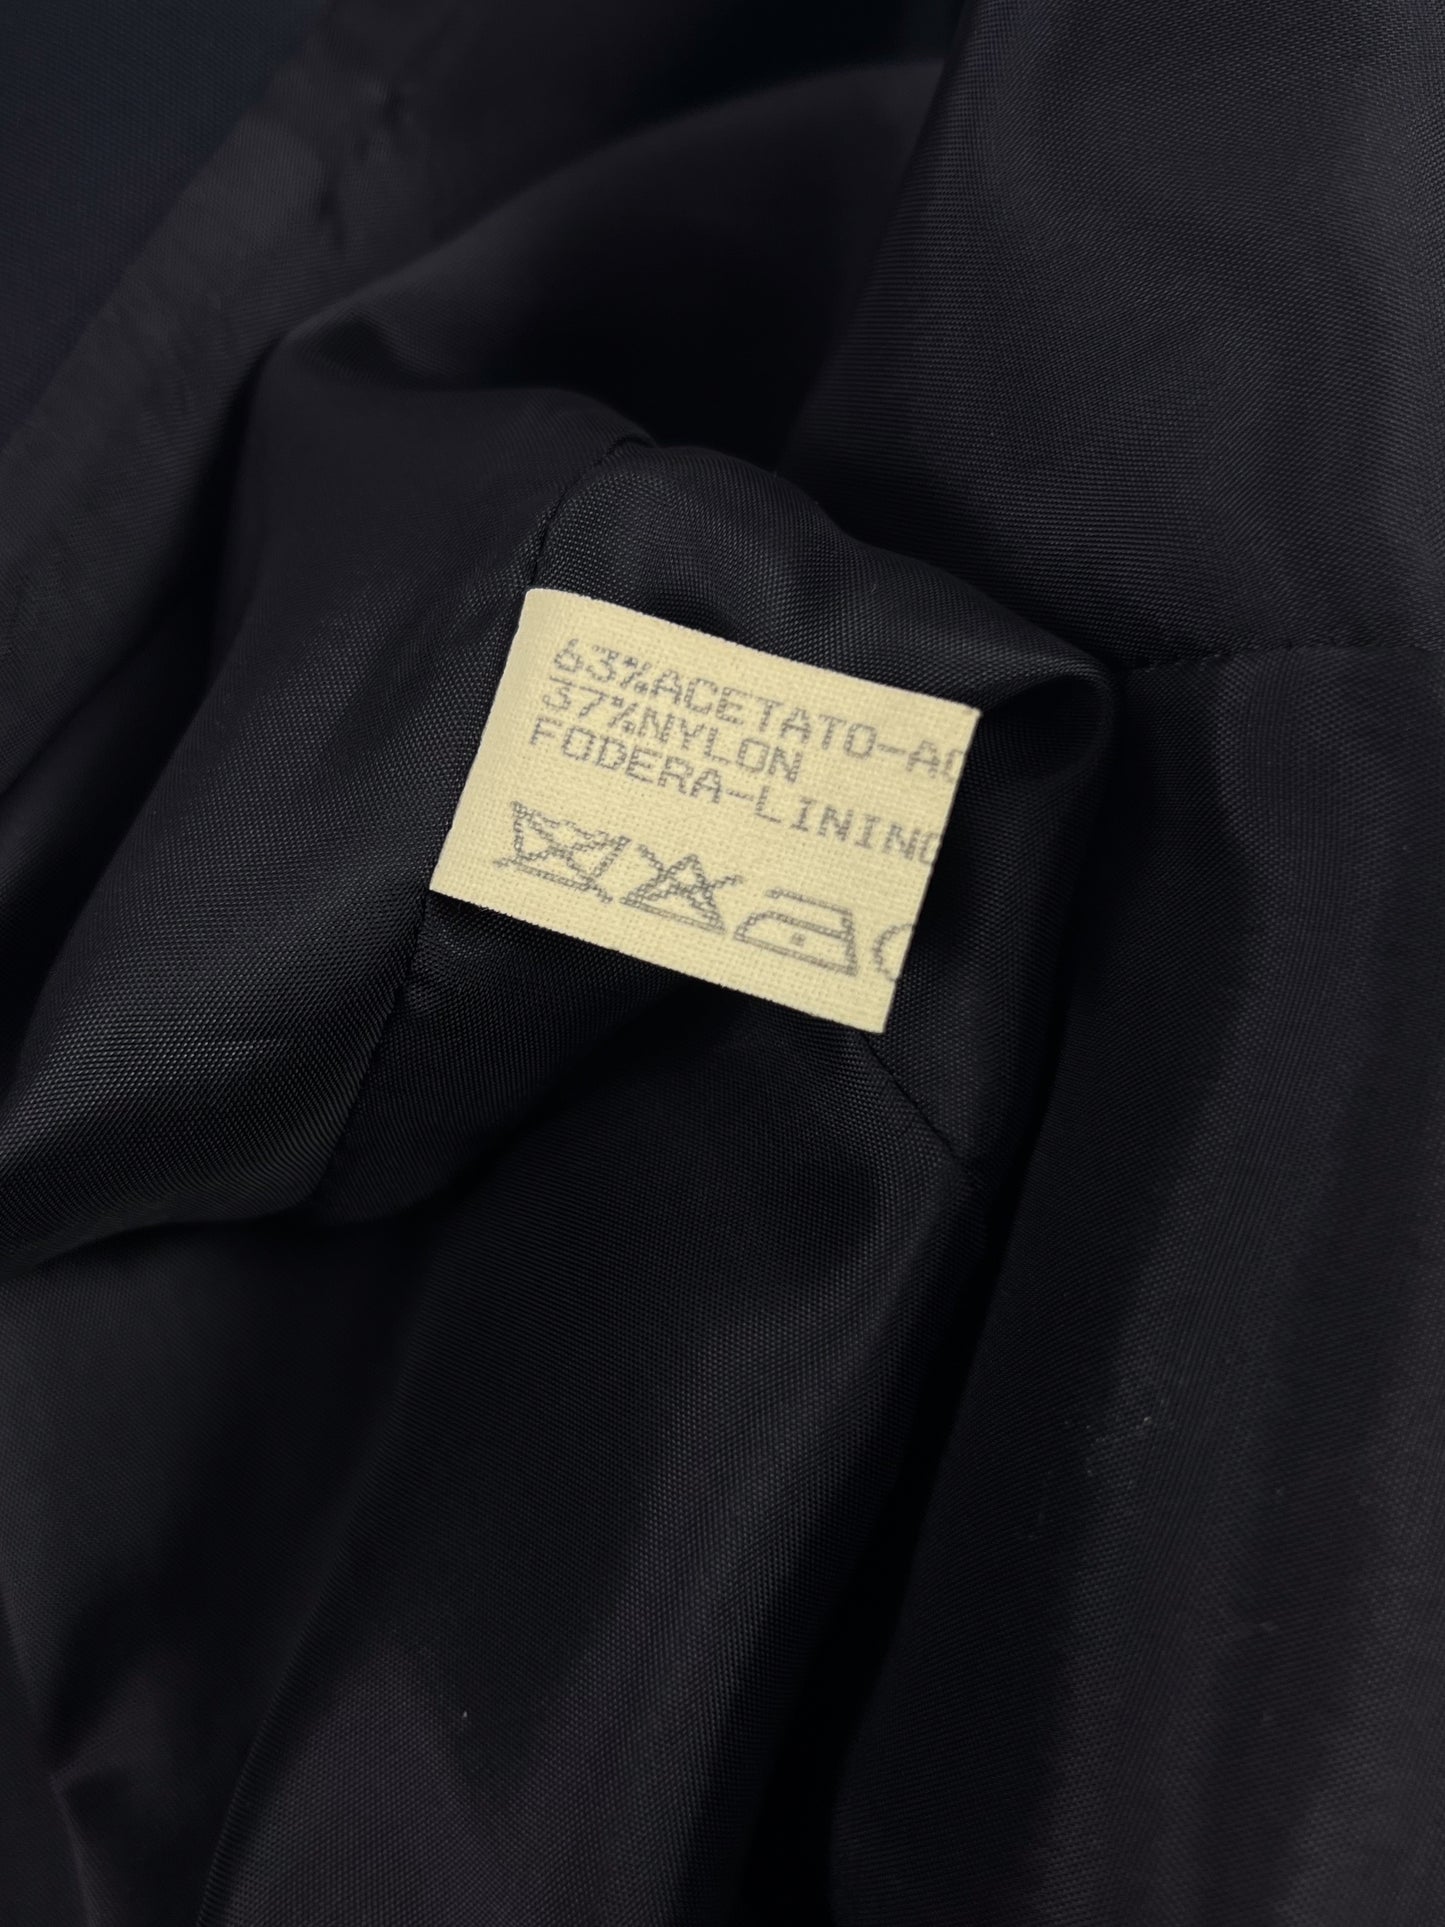 63%ACETATO-AC
37%NYLON
FODERA-LINING